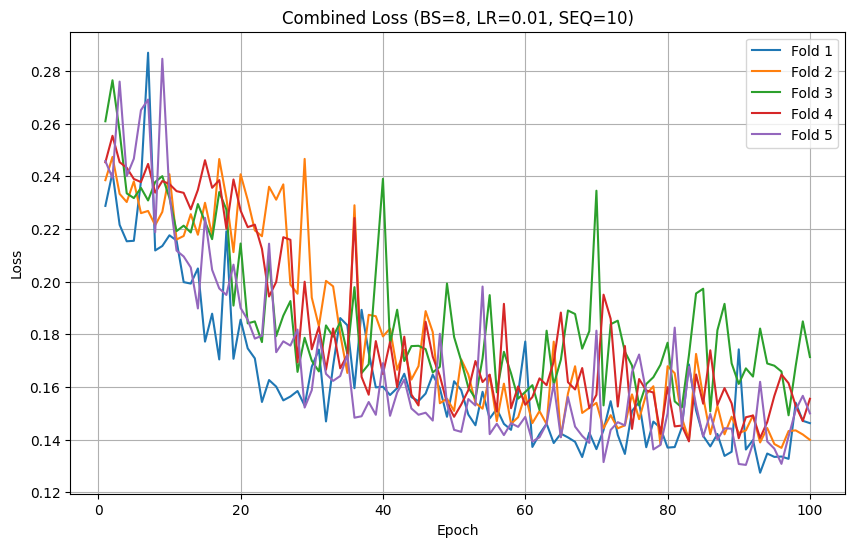 Combined Loss (BS=8, LR=0.01, SEQ=10)
Fold 1
Fold 2
Fold 3
Fold 4
Fold 5
Loss
0.28
0.26
0.24
0.22
0.20
0.18
0.16
0.14
0.12
0
20
40
60
80
100
Epoch